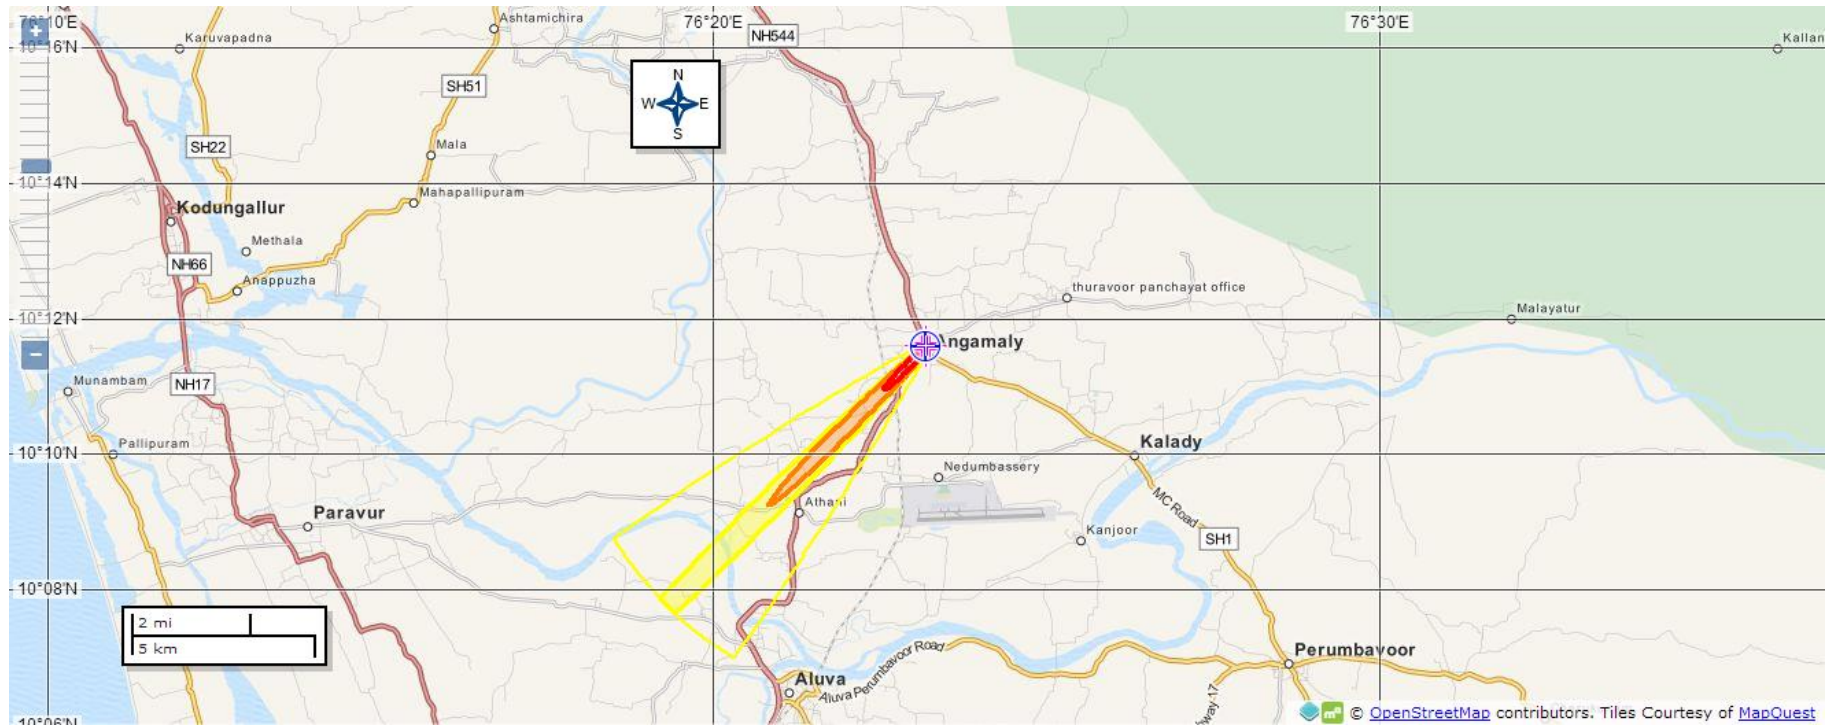 76°10'E
Ashtamichira
76°20'E
76°30'E
NH544
Karuvapadna
Kallan
10°16'N
N
W E
S
SH51
SH22
Mala
10°14'N
Mahapallipuram
Kodungallur
Methala
NH66
Anappuzha
thuravoor panchayat office
Malayatur
10°12'N
Angamaly
Munambam
NH17
Pallipuram
Kalady
10°10'N
Nedumbassery
MC Road
Athani
Paravur
Kanjoor
SH1
10°08'N
2 mi
5 km
Perumbavoor
Aluva
Aluva Perumbavoor Road
way-17
10°06'N
© OpenStreetMap contributors. Tiles Courtesy of MapQuest